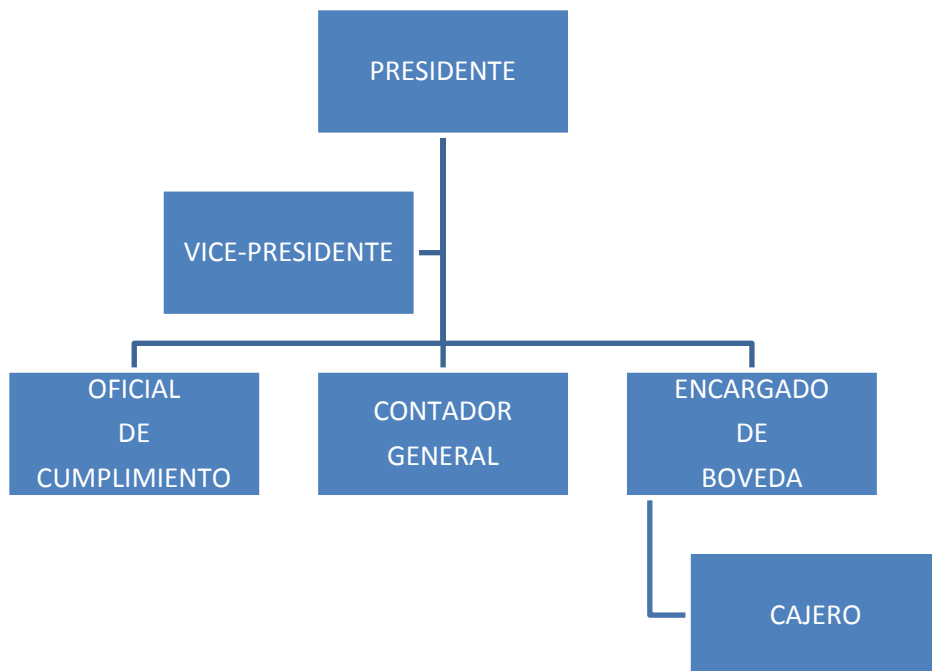 PRESIDENTE
VICE-PRESIDENTE
OFICIAL
DE
CUMPLIMIENTO
CONTADOR
GENERAL
ENCARGADO
DE
BOVEDA
CAJERO